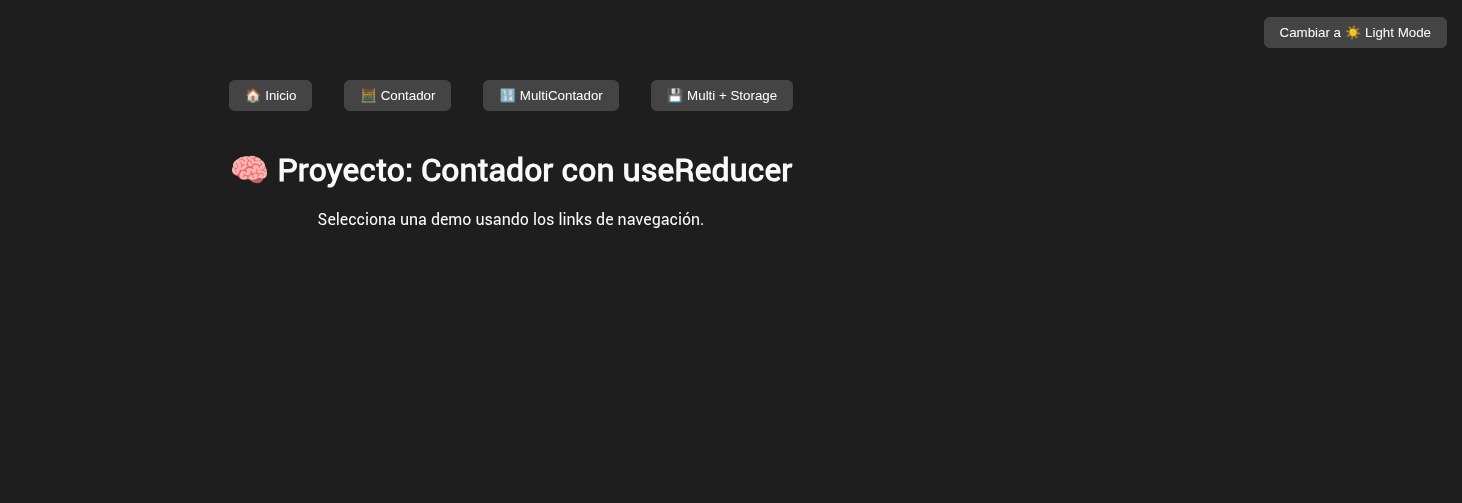 Cambiar a ☀️ Light Mode
🏠 Inicio 🧮 Contador 🔢 MultiContador 💾 Multi + Storage
🧠 Proyecto: Contador con useReducer
Selecciona una demo usando los links de navegación.